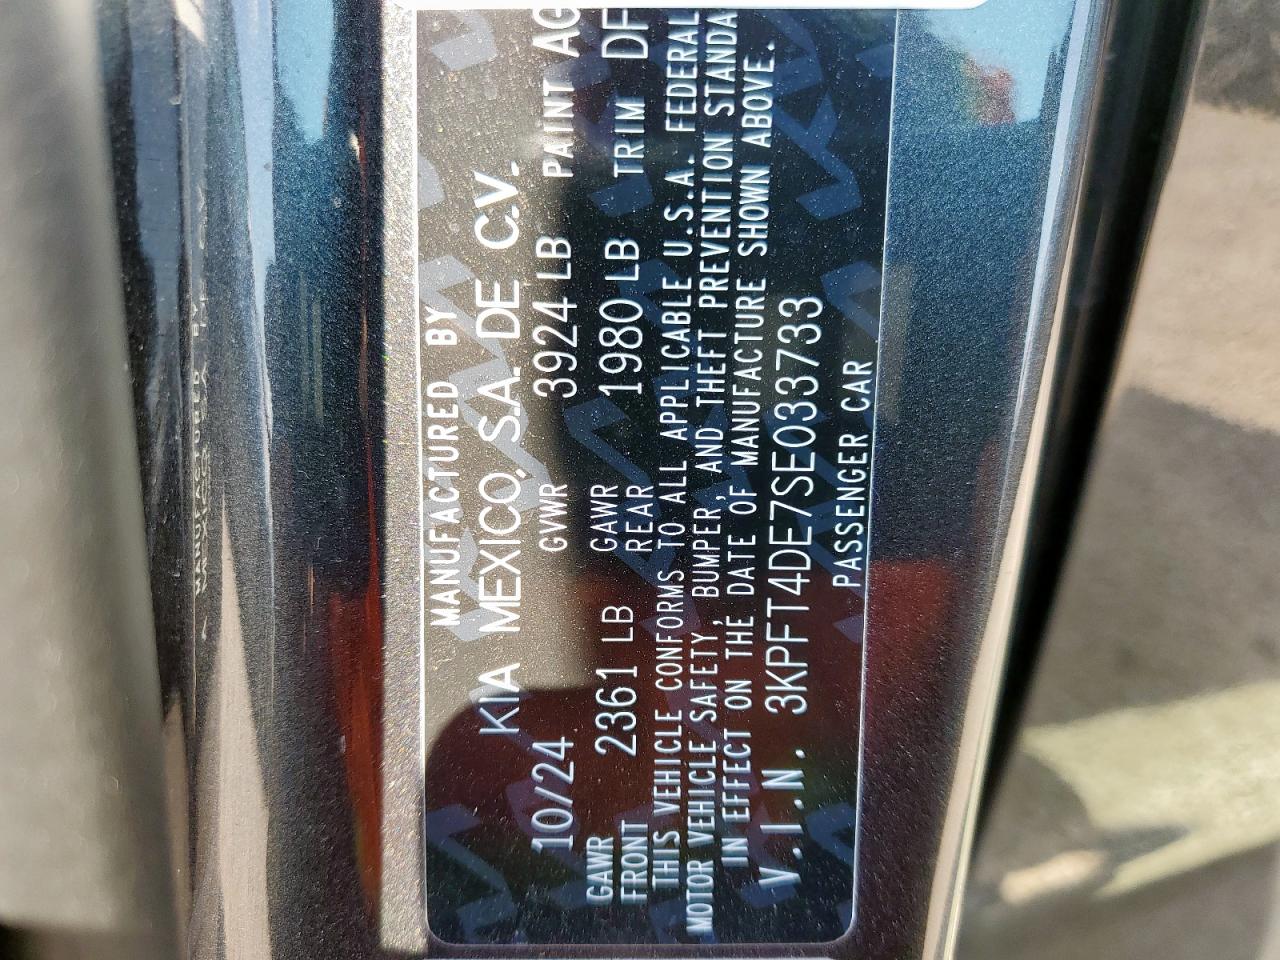 MANUFACTURED BY
KIA MEXICO, S.A. DE C.V.
10/24 GVWR 3924 LB PAINT AG
GAWR FRONT 2361 LB GAWR REAR 1980 LB TRIM DF
THIS VEHICLE CONFORMS TO ALL APPLICABLE U.S.A. FEDERAL
MOTOR VEHICLE SAFETY, BUMPER, AND THEFT PREVENTION STANDA
IN EFFECT ON THE DATE OF MANUFACTURE SHOWN ABOVE.
V.I.N. 3KPFT4DE7SE033733
PASSENGER CAR